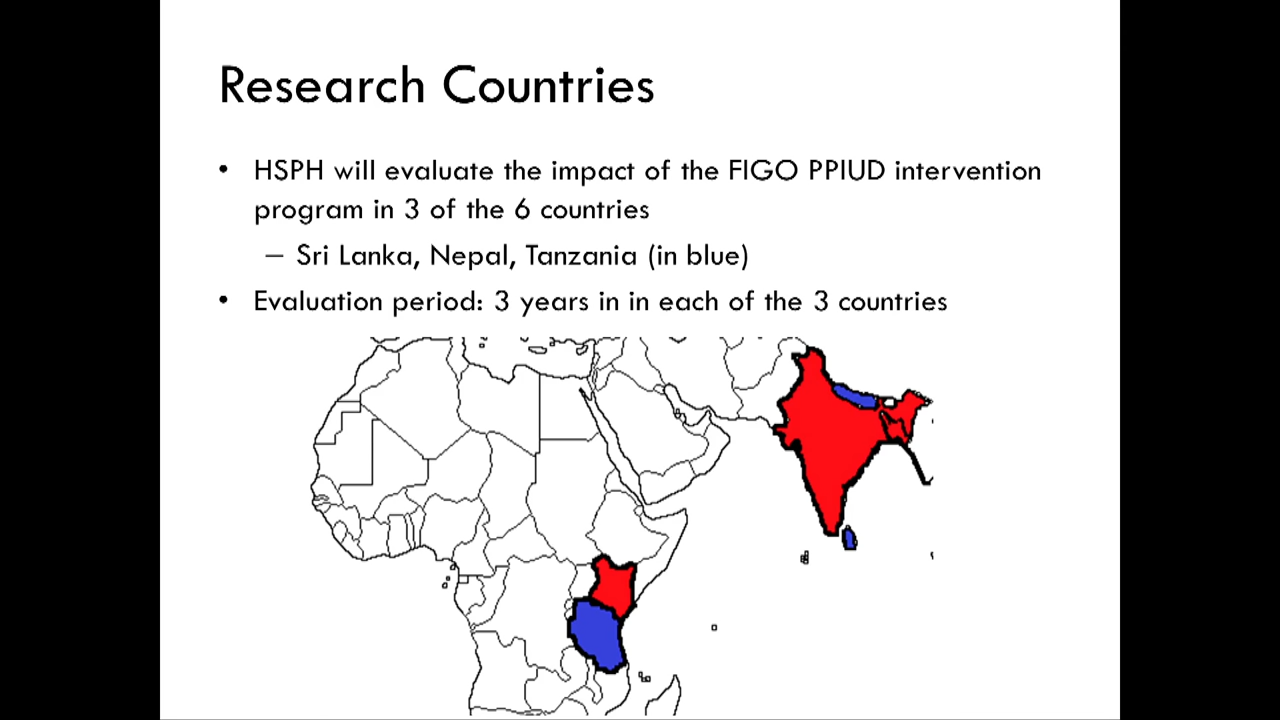 Research Countries
• HSPH will evaluate the impact of the FIGO PPIUD intervention
program in 3 of the 6 countries
– Sri Lanka, Nepal, Tanzania (in blue)
• Evaluation period: 3 years in in each of the 3 countries